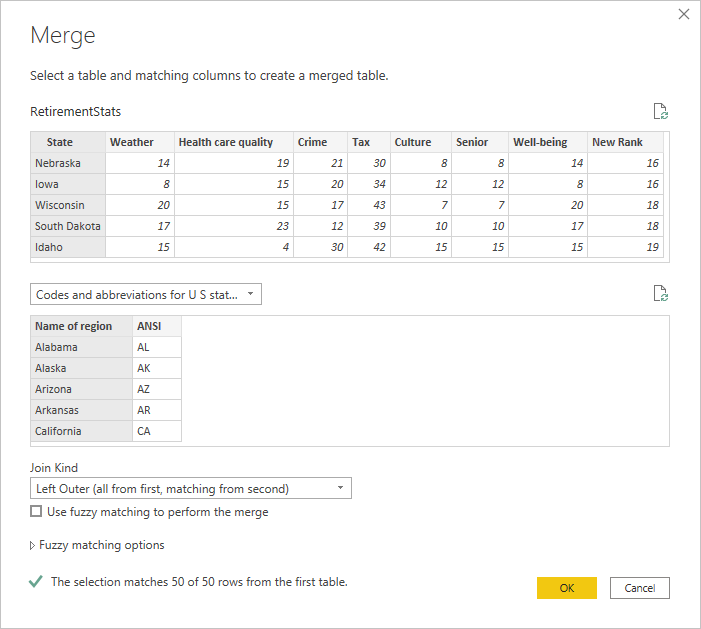 Merge
Select a table and matching columns to create a merged table.
RetirementStats
State Weather Health care quality Crime Tax Culture Senior Well-being New Rank
Nebraska 14 19 21 30 8 8 14 16
Iowa 8 15 20 34 12 12 8 16
Wisconsin 20 15 17 43 7 7 20 18
South Dakota 17 23 12 39 10 10 17 18
Idaho 15 4 30 42 15 15 15 19
Codes and abbreviations for U S stat...
Name of region ANSI
Alabama AL
Alaska AK
Arizona AZ
Arkansas AR
California CA
Join Kind
Left Outer (all from first, matching from second)
Use fuzzy matching to perform the merge
Fuzzy matching options
The selection matches 50 of 50 rows from the first table.
OK Cancel